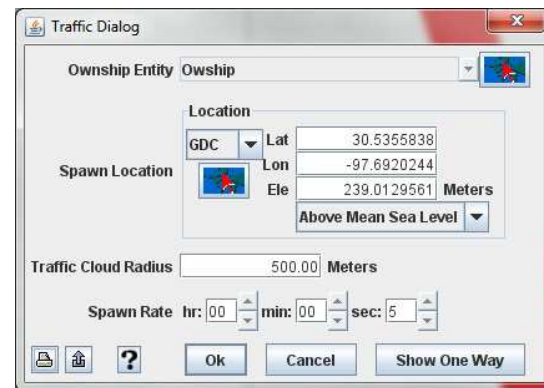 Traffic Dialog
Ownship Entity Owship
Location
Spawn Location
GDC Lat 30.5355838
Lon -97.6920244
Ele 239.0129561 Meters
Above Mean Sea Level
Traffic Cloud Radius 500.00 Meters
Spawn Rate hr: 00 min: 00 sec: 5
? Ok Cancel Show One Way